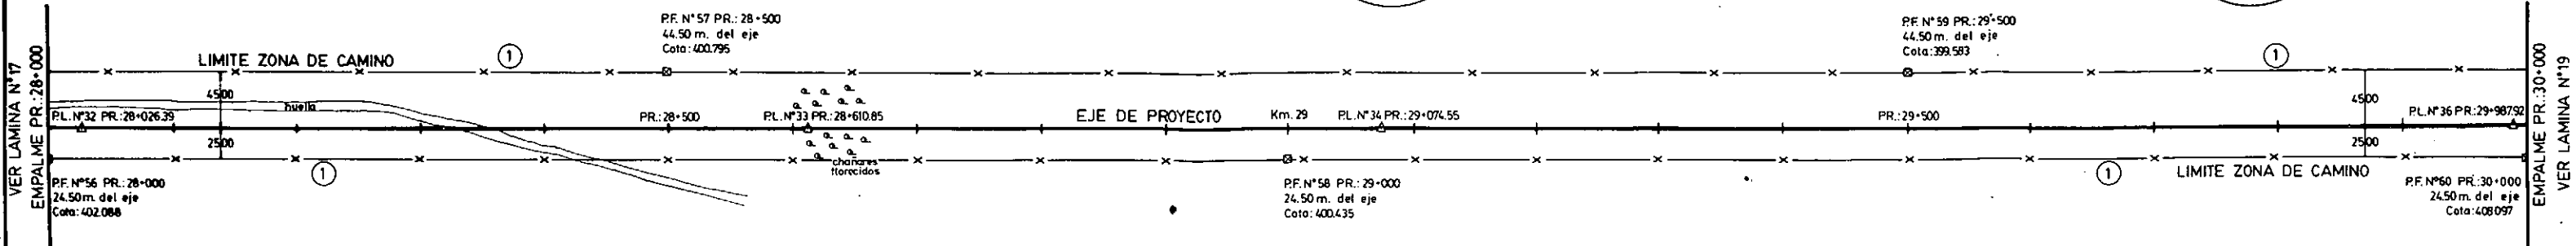 VER LAMINA N°17
EMPALME PR.:28+000
P.F. N°57 PR.: 28+500
44.50 m. del eje
Cota: 400.795
P.F. N°59 PR.: 29+500
44.50 m. del eje
Cota: 399.583
LIMITE ZONA DE CAMINO
1
1
4500
huella
4500
P.L. N°32 PR.: 28+026.39
PR.: 28+500
P.L. N°33 PR.: 28+610.85
EJE DE PROYECTO
Km. 29
P.L. N°34 PR.: 29+074.55
PR.: 29+500
P.L. N°36 PR.: 29+987.92
2500
2500
chañares
florecidos
1
1
LIMITE ZONA DE CAMINO
P.F. N°56 PR.: 28+000
24.50 m. del eje
Cota: 402.088
P.F. N°58 PR.: 29+000
24.50 m. del eje
Cota: 400.435
P.F. N°60 PR.: 30+000
24.50 m. del eje
Cota: 408.097
EMPALME PR.: 30+000
VER LAMINA N°19